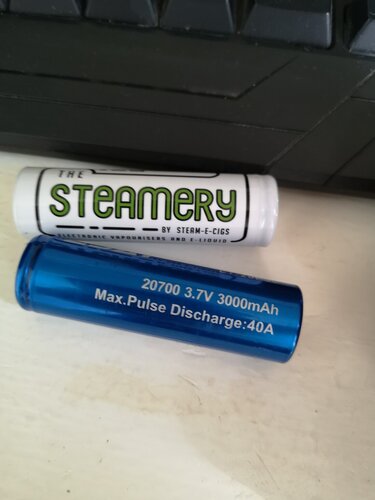 THE
STEAMERY
BY STEAM-E-CIGS
ELECTRONIC VAPOURISERS AND E-LIQUID
20700 3.7V 3000mAh
Max.Pulse Discharge:40A